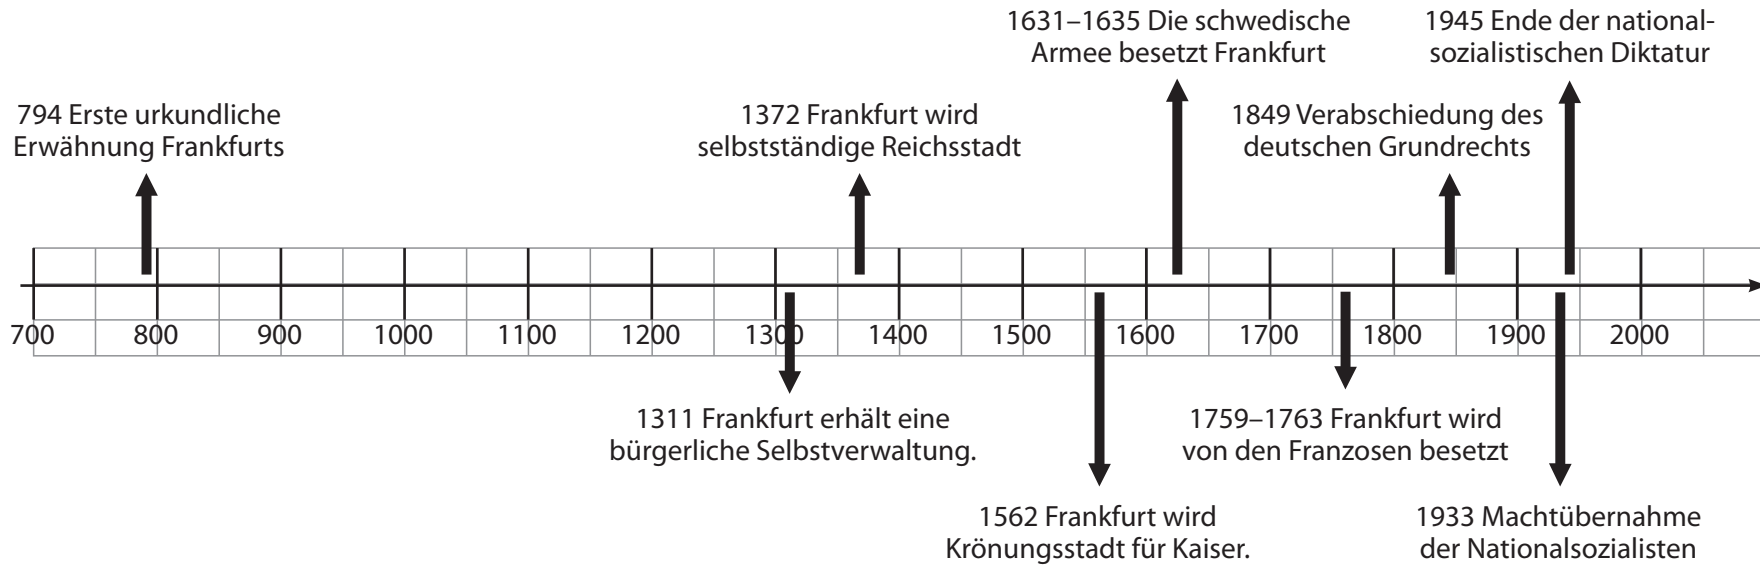 1631–1635 Die schwedische
Armee besetzt Frankfurt
1945 Ende der national-
sozialistischen Diktatur
794 Erste urkundliche
Erwähnung Frankfurts
1372 Frankfurt wird
selbstständige Reichsstadt
1849 Verabschiedung des
deutschen Grundrechts
700 800 900 1000 1100 1200 1300 1400 1500 1600 1700 1800 1900 2000
1311 Frankfurt erhält eine
bürgerliche Selbstverwaltung.
1759–1763 Frankfurt wird
von den Franzosen besetzt
1562 Frankfurt wird
Krönungsstadt für Kaiser.
1933 Machtübernahme
der Nationalsozialisten